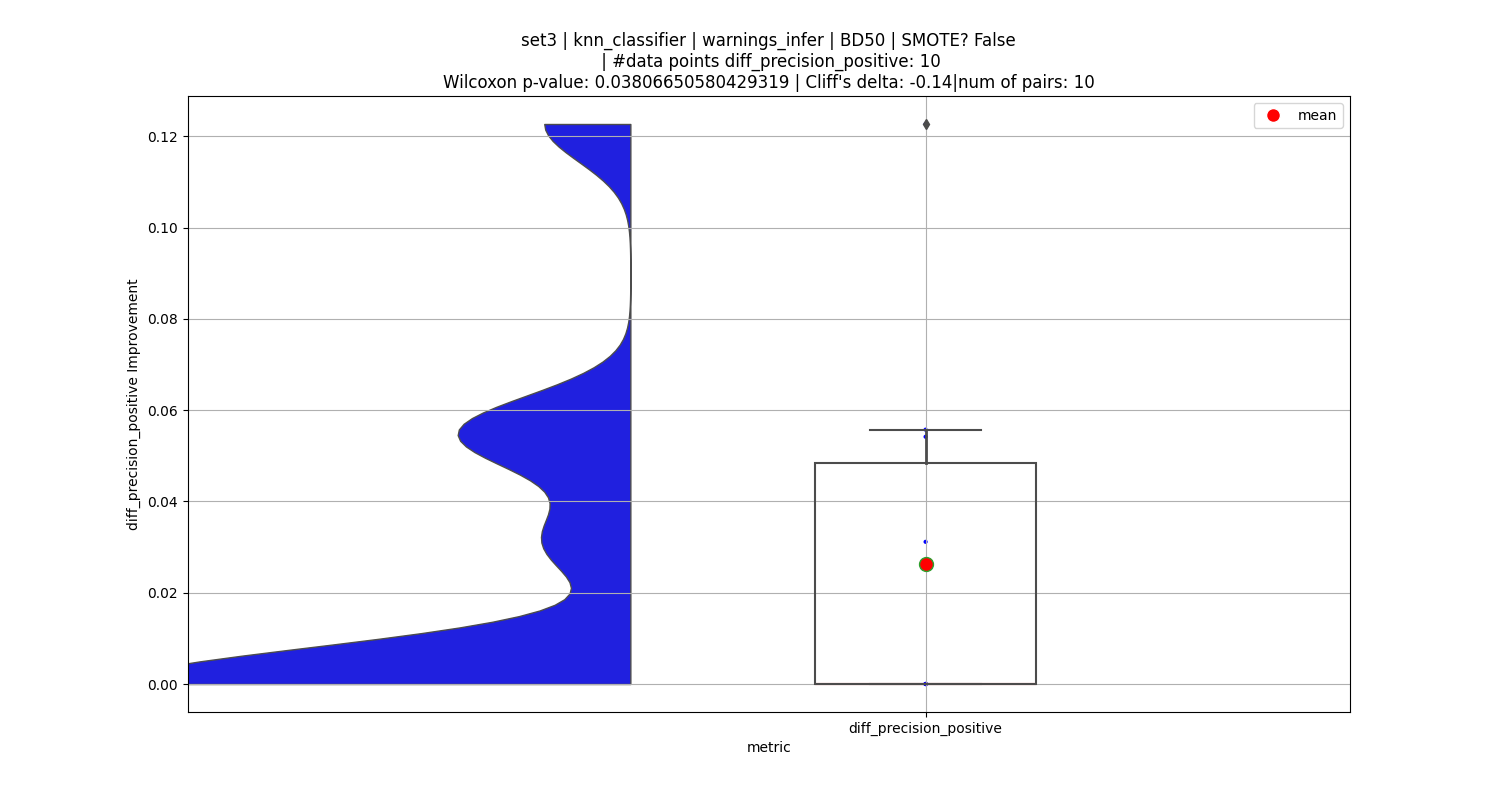 set3 | knn_classifier | warnings_infer | BD50 | SMOTE? False
| #data points diff_precision_positive: 10
Wilcoxon p-value: 0.03806650580429319 | Cliff's delta: -0.14|num of pairs: 10
mean
0.12
0.10
0.08
0.06
0.04
0.02
0.00
diff_precision_positive Improvement
diff_precision_positive
metric